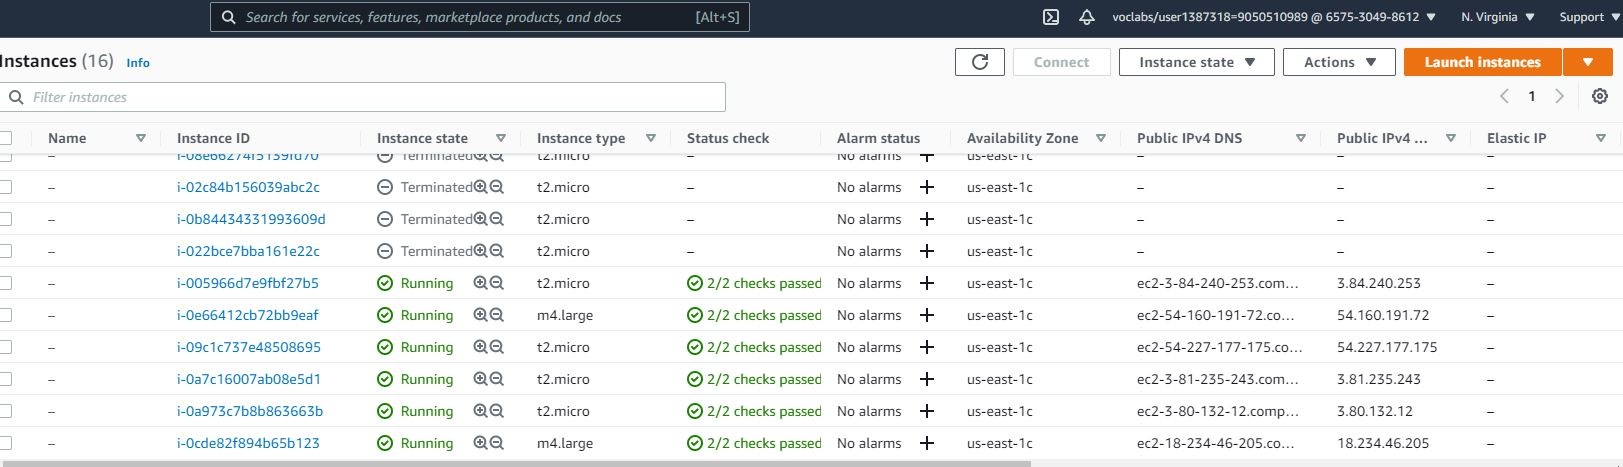 Search for services, features, marketplace products, and docs [Alt+S] voclabs/user1387318=9050510989 @ 6575-3049-8612 N. Virginia Support
Instances (16) Info Connect Instance state Actions Launch instances
Filter instances 1
Name Instance ID Instance state Instance type Status check Alarm status Availability Zone Public IPv4 DNS Public IPv4 ... Elastic IP
– i-08e66274f5139fd70 Terminated t2.micro – No alarms + us-east-1c – – –
– i-02c84b156039abc2c Terminated t2.micro – No alarms + us-east-1c – – –
– i-0b84434331993609d Terminated t2.micro – No alarms + us-east-1c – – –
– i-022bce7bba161e22c Terminated t2.micro – No alarms + us-east-1c – – –
– i-005966d7e9fbf27b5 Running t2.micro 2/2 checks passed No alarms + us-east-1c ec2-3-84-240-253.com... 3.84.240.253 –
– i-0e66412cb72bb9eaf Running m4.large 2/2 checks passed No alarms + us-east-1c ec2-54-160-191-72.co... 54.160.191.72 –
– i-09c1c737e48508695 Running t2.micro 2/2 checks passed No alarms + us-east-1c ec2-54-227-177-175.co... 54.227.177.175 –
– i-0a7c16007ab08e5d1 Running t2.micro 2/2 checks passed No alarms + us-east-1c ec2-3-81-235-243.com... 3.81.235.243 –
– i-0a973c7b8b863663b Running t2.micro 2/2 checks passed No alarms + us-east-1c ec2-3-80-132-12.comp... 3.80.132.12 –
– i-0cde82f894b65b123 Running m4.large 2/2 checks passed No alarms + us-east-1c ec2-18-234-46-205.co... 18.234.46.205 –